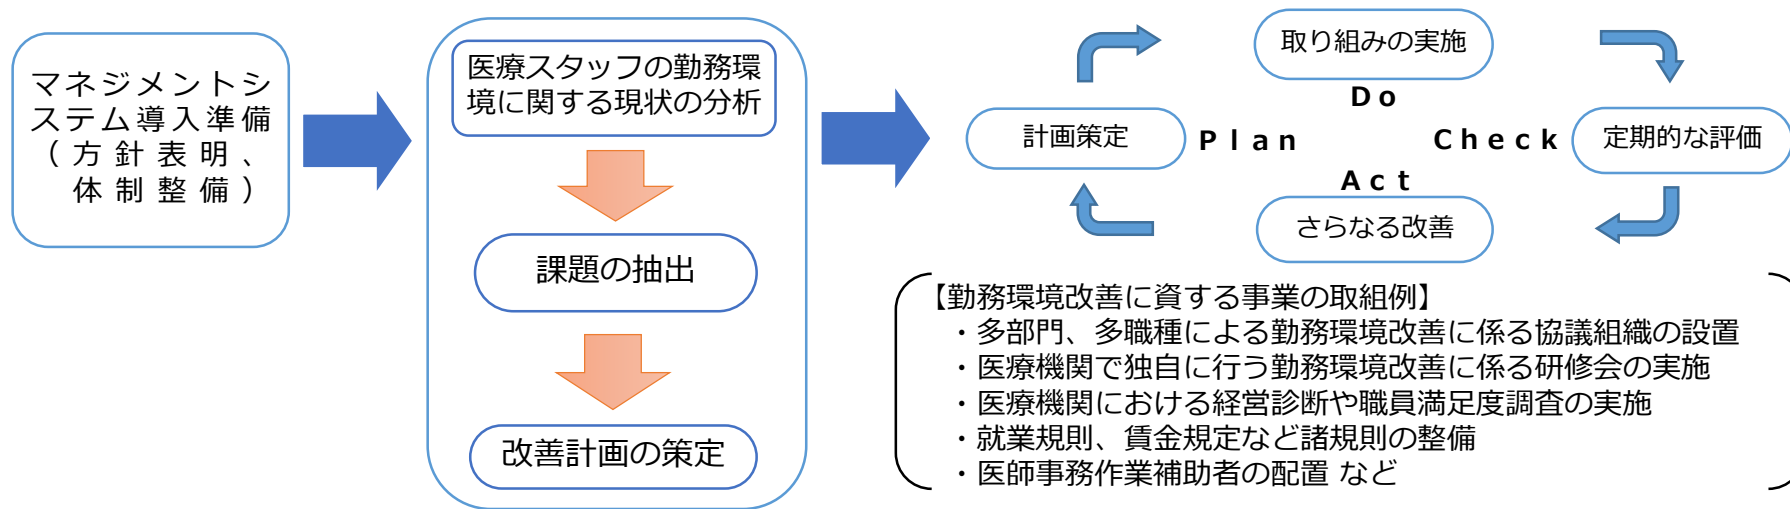 マネジメントシ
ステム導入準備
（方針表明、
体制整備）
医療スタッフの勤務環
境に関する現状の分析
課題の抽出
改善計画の策定
取り組みの実施
Do
計画策定
Plan
Check
定期的な評価
Act
さらなる改善
【勤務環境改善に資する事業の取組例】
・多部門、多職種による勤務環境改善に係る協議組織の設置
・医療機関で独自に行う勤務環境改善に係る研修会の実施
・医療機関における経営診断や職員満足度調査の実施
・就業規則、賃金規定など諸規則の整備
・医師事務作業補助者の配置 など